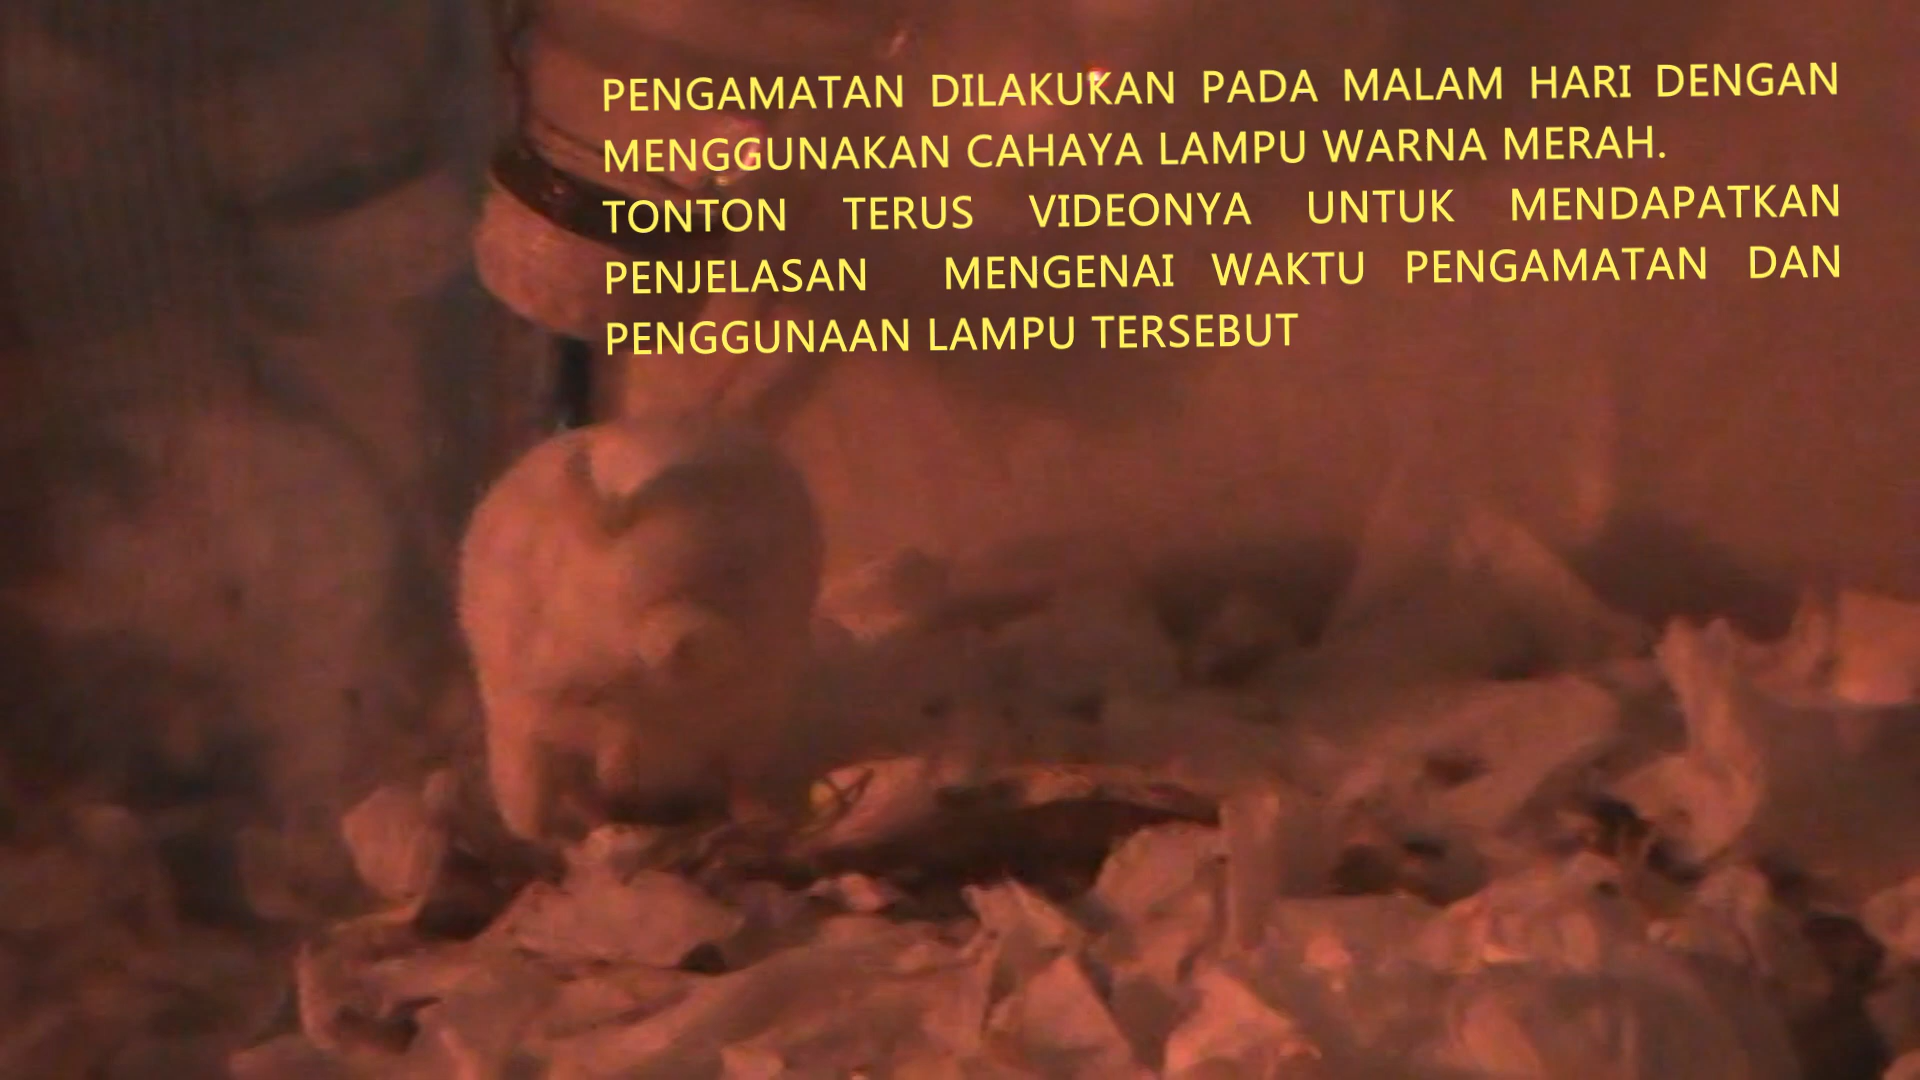 PENGAMATAN DILAKUKAN PADA MALAM HARI DENGAN
MENGGUNAKAN CAHAYA LAMPU WARNA MERAH.
TONTON TERUS VIDEONYA UNTUK MENDAPATKAN
PENJELASAN MENGENAI WAKTU PENGAMATAN DAN
PENGGUNAAN LAMPU TERSEBUT